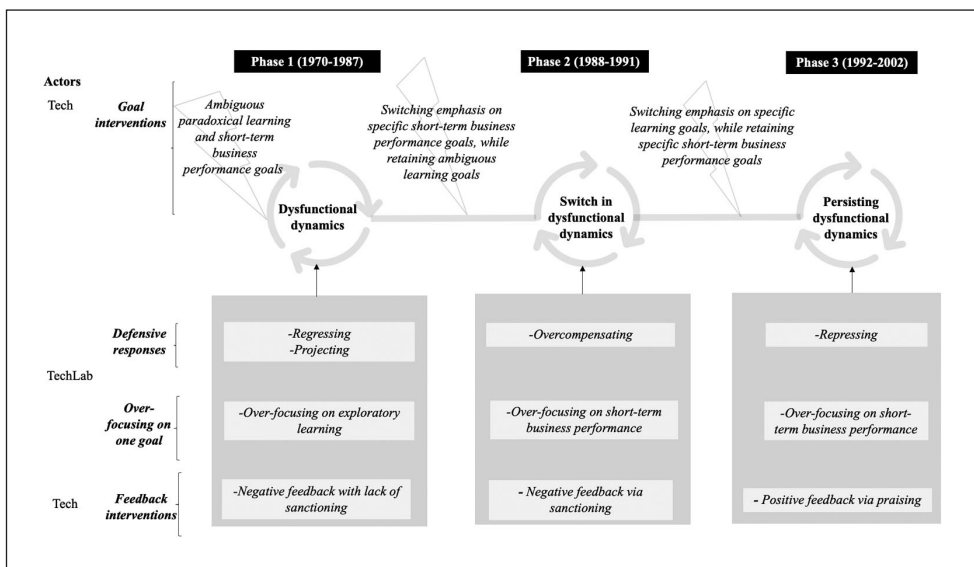 Phase 1 (1970-1987)
Phase 2 (1988-1991)
Phase 3 (1992-2002)
Actors
Tech
Goal
interventions
Ambiguous
paradoxical learning
and short-term
business
performance goals
Switching emphasis on
specific short-term business
performance goals, while
retaining ambiguous
learning goals
Switching emphasis on specific
learning goals, while retaining
specific short-term business
performance goals
Dysfunctional
dynamics
Switch in
dysfunctional
dynamics
Persisting
dysfunctional
dynamics
Defensive
responses
-Regressing
-Projecting
-Overcompensating
-Repressing
TechLab
Over-
focusing on
one goal
-Over-focusing on exploratory
learning
-Over-focusing on short-term
business performance
-Over-focusing on short-
term business performance
Tech
Feedback
interventions
-Negative feedback with lack of
sanctioning
- Negative feedback via
sanctioning
- Positive feedback via praising